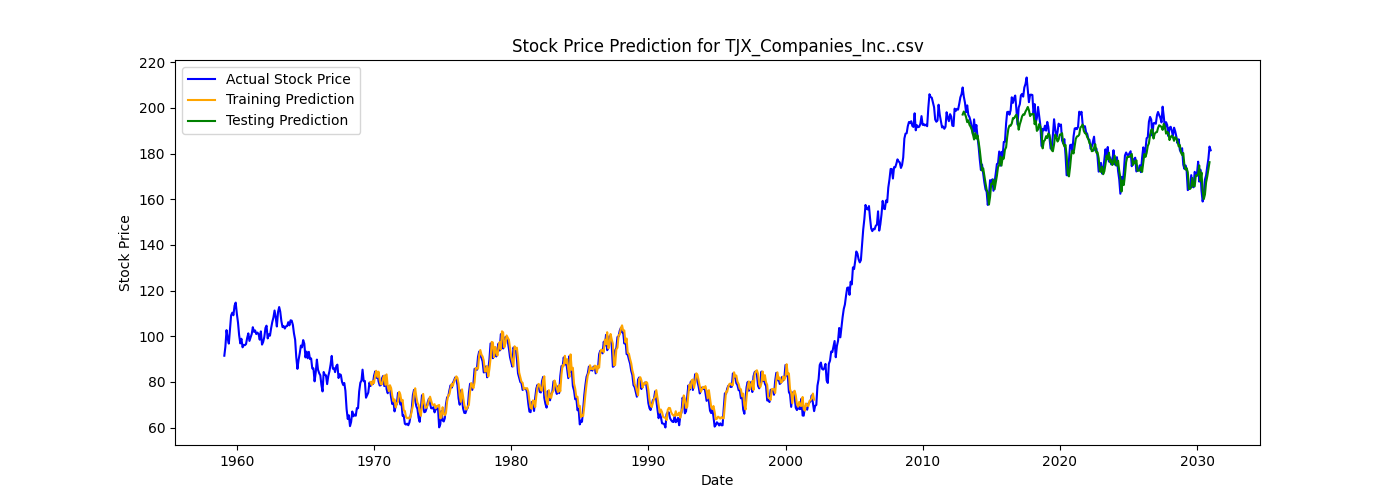 Stock Price Prediction for TJX_Companies_Inc..csv
Actual Stock Price
Training Prediction
Testing Prediction
Stock Price
220
200
180
160
140
120
100
80
60
1960
1970
1980
1990
2000
2010
2020
2030
Date